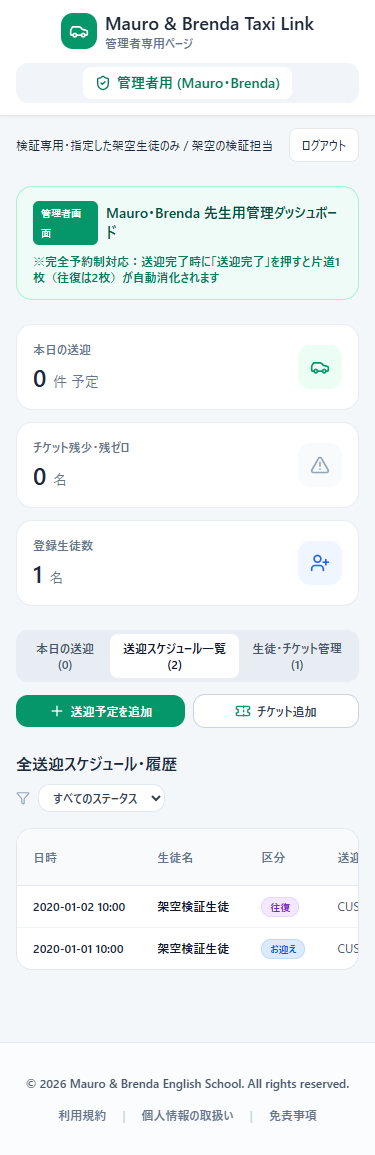 Mauro & Brenda Taxi Link
管理者専用ページ
管理者用 (Mauro・Brenda)
検証専用・指定した架空生徒のみ / 架空の検証担当
ログアウト
管理者画
面
Mauro・Brenda 先生用管理ダッシュボー
ド
※完全予約制対応：送迎完了時に「送迎完了」を押すと片道1
枚（往復は2枚）が自動消化されます
本日の送迎
0 件 予定
チケット残少・残ゼロ
0 名
登録生徒数
1 名
本日の送迎
(0)
送迎スケジュール一覧
(2)
生徒・チケット管理
(1)
送迎予定を追加
チケット追加
全送迎スケジュール・履歴
すべてのステータス
日時 生徒名 区分 送迎
2020-01-02 10:00 架空検証生徒 往復 CUS
2020-01-01 10:00 架空検証生徒 お迎え CUS
© 2026 Mauro & Brenda English School. All rights reserved.
利用規約 | 個人情報の取扱い | 免責事項